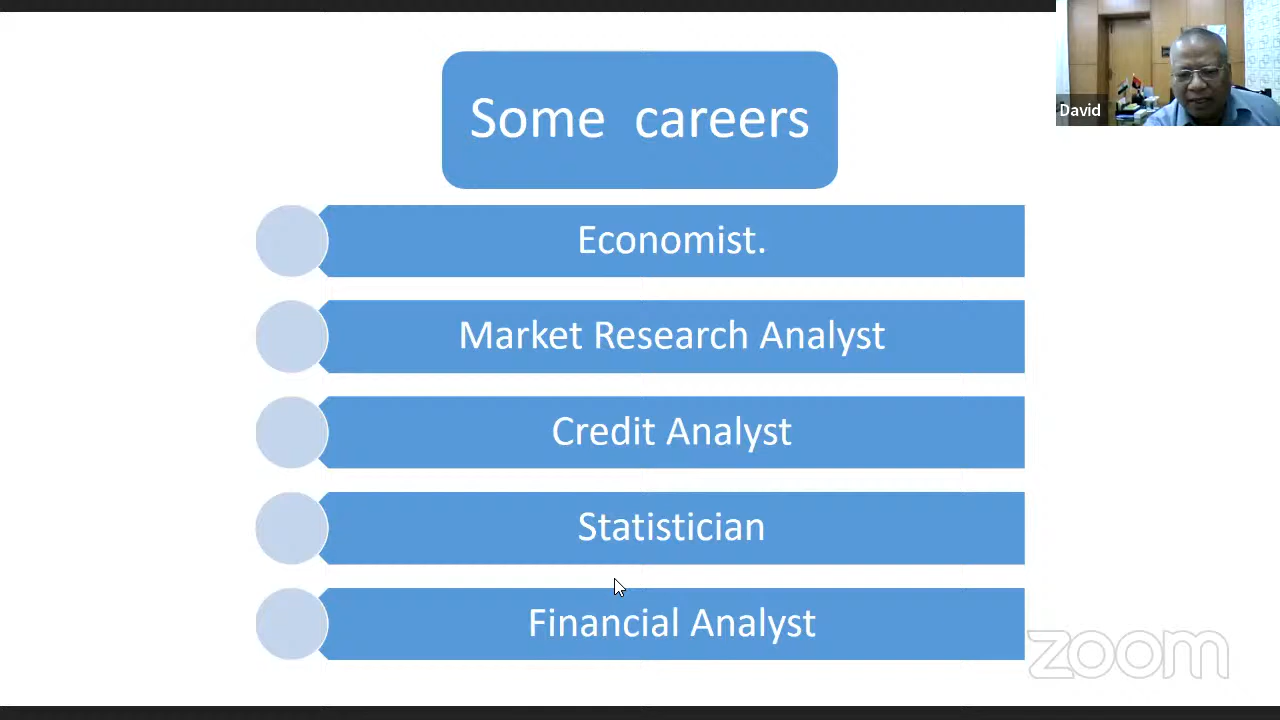 Some careers
David
Economist.
Market Research Analyst
Credit Analyst
Statistician
Financial Analyst
zoom